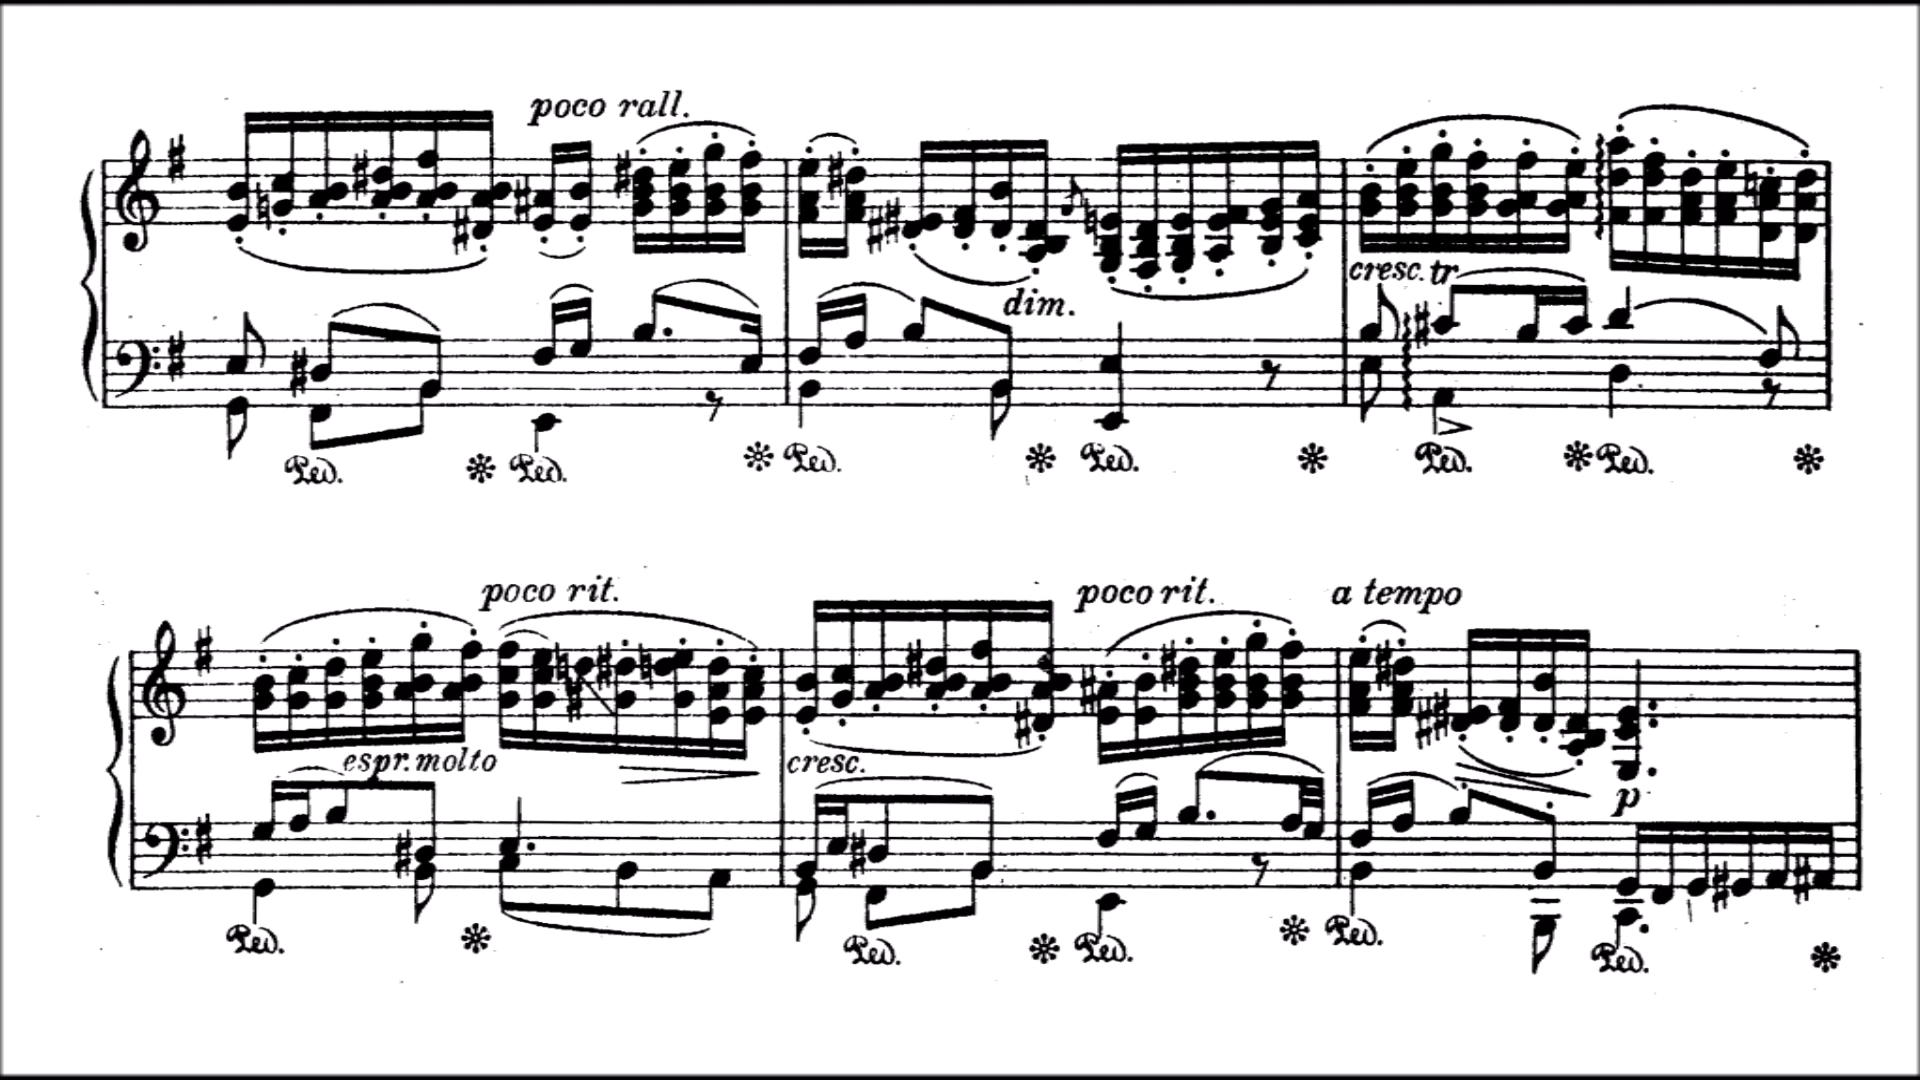 poco rall.
dim.
cresc. tr
Ped. * Ped. * Ped. * Ped. * Ped. * Ped. *
poco rit. poco rit. a tempo
espr. molto cresc.
p
Ped. * Ped. * Ped. * Ped. Ped. *